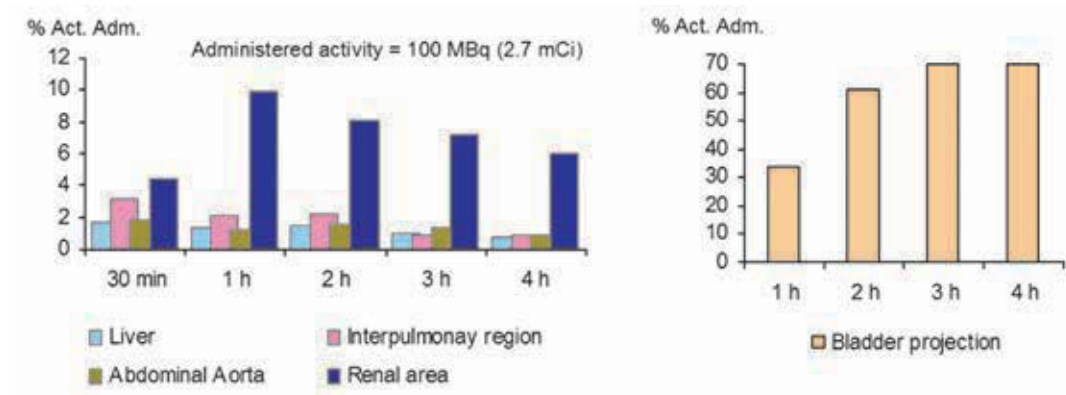 % Act. Adm.
Administered activity = 100 MBq (2.7 mCi)
12
10
8
6
4
2
0
30 min 1 h 2 h 3 h 4 h
Liver Interpulmonay region
Abdominal Aorta Renal area
% Act. Adm.
70
60
50
40
30
20
10
0
1 h 2 h 3 h 4 h
Bladder projection